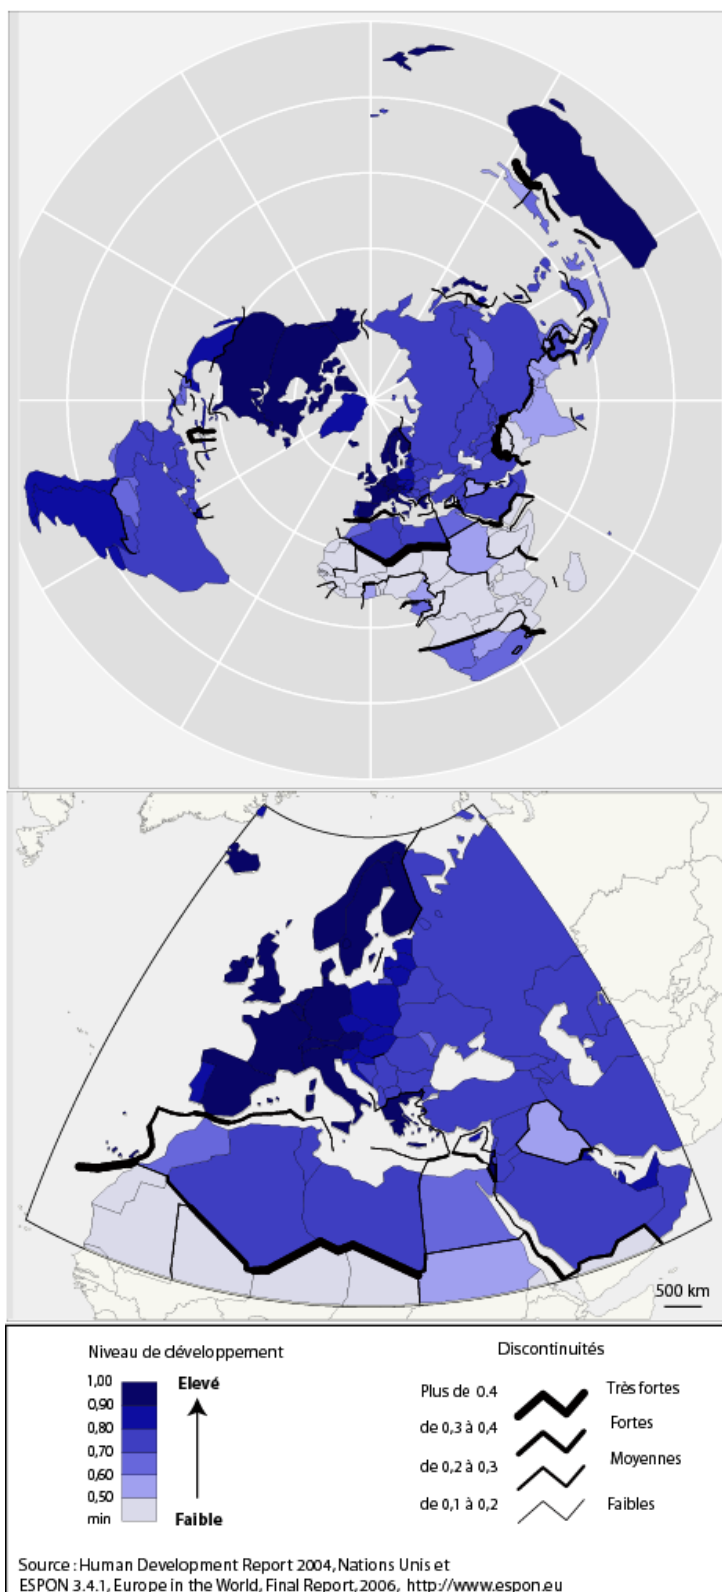 500 km
Niveau de développement
1,00
0,90
0,80
0,70
0,60
0,50
min
Elevé
Faible
Discontinuités
Plus de 0.4
Très fortes
de 0,3 à 0,4
Fortes
de 0,2 à 0,3
Moyennes
de 0,1 à 0,2
Faibles
Source : Human Development Report 2004, Nations Unis et
ESPON 3.4.1, Europe in the World, Final Report, 2006, http://www.espon.eu